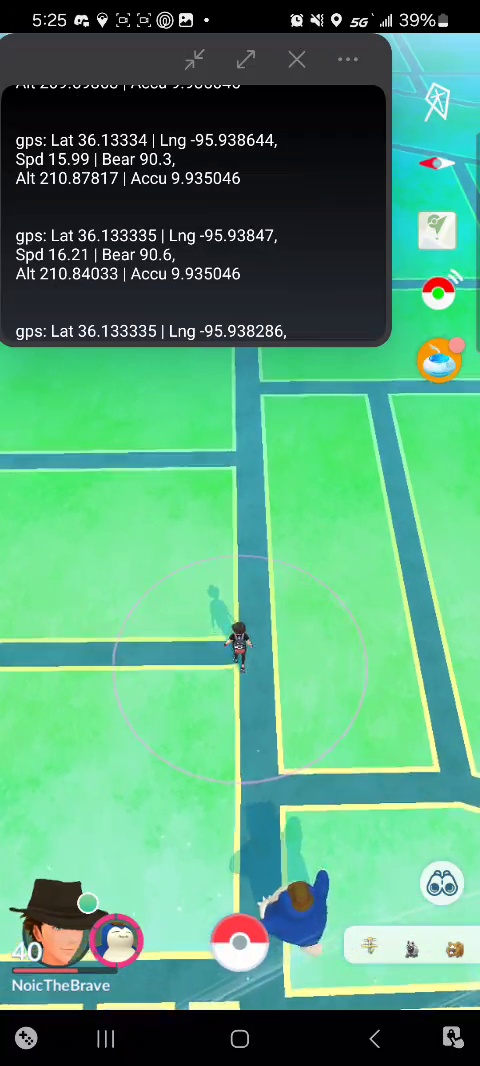 5:25
5G
39%
gps: Lat 36.13334 | Lng -95.938644,
Spd 15.99 | Bear 90.3,
Alt 210.87817 | Accu 9.935046
gps: Lat 36.133335 | Lng -95.93847,
Spd 16.21 | Bear 90.6,
Alt 210.84033 | Accu 9.935046
gps: Lat 36.133335 | Lng -95.938286,
40
NoicTheBrave